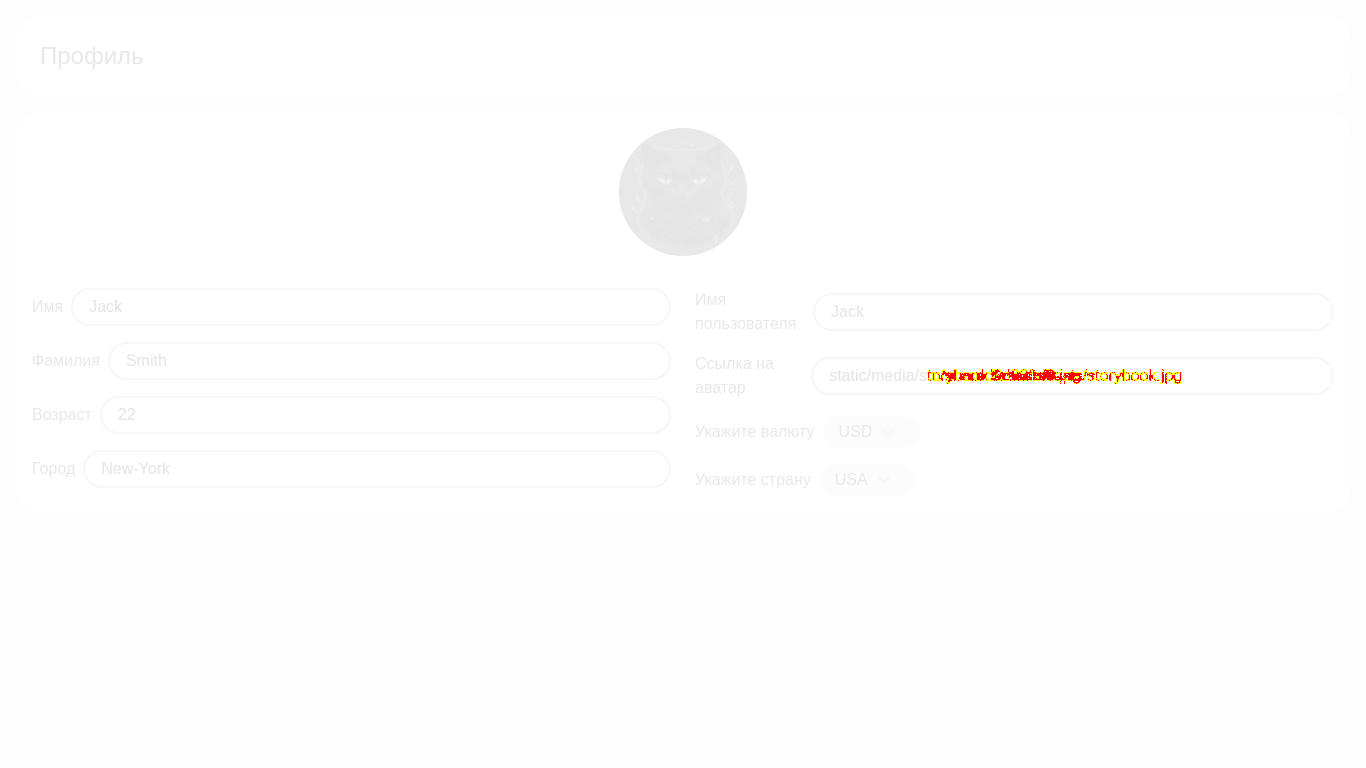 Профиль
Имя
Jack
Фамилия
Smith
Возраст
22
Город
New-York
Имя
пользователя
Jack
Ссылка на
аватар
static/media/s /storybook.jpg
Укажите валюту
USD
Укажите страну
USA